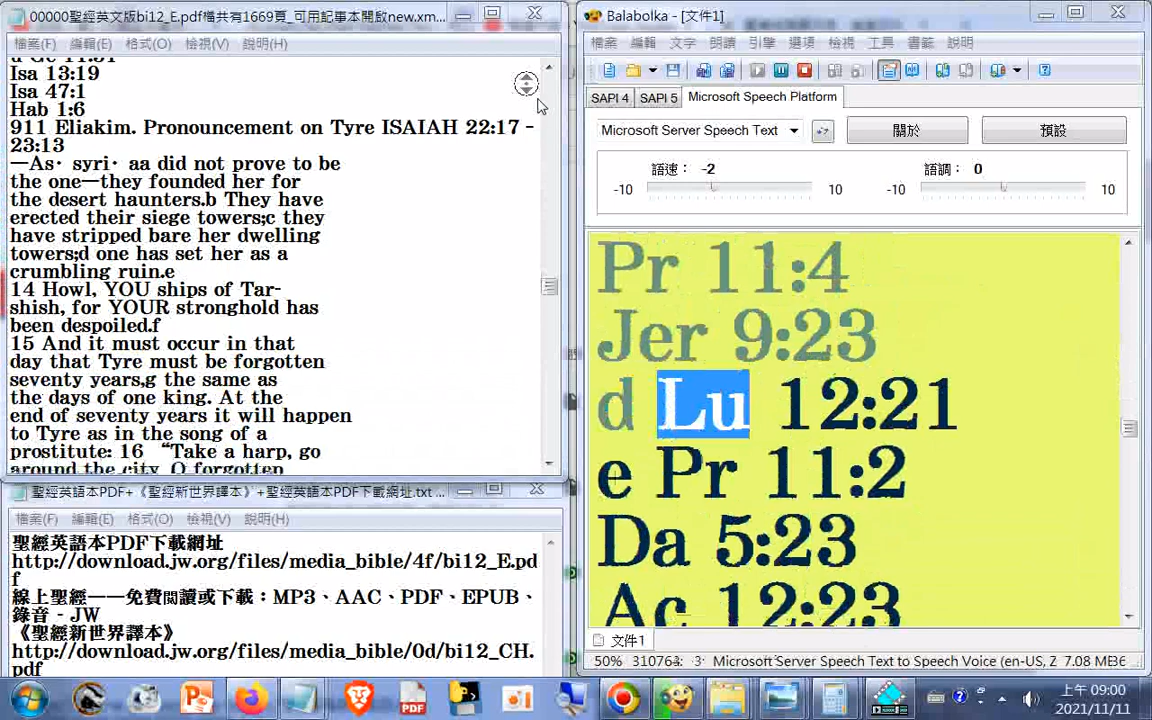 00000聖經英文版bi12_E.pdf檔共有1669頁_可用記事本開啟new.xm...
檔案(F) 編輯(E) 格式(O) 檢視(V) 說明(H)
Isa 13:19
Isa 47:1
Hab 1:6
911 Eliakim. Pronouncement on Tyre ISAIAH 22:17 -
23:13
—As· syri· aa did not prove to be
the one—they founded her for
the desert haunters.b They have
erected their siege towers;c they
have stripped bare her dwelling
towers;d one has set her as a
crumbling ruin.e
14 Howl, YOU ships of Tar-
shish, for YOUR stronghold has
been despoiled.f
15 And it must occur in that
day that Tyre must be forgotten
seventy years,g the same as
the days of one king. At the
end of seventy years it will happen
to Tyre as in the song of a
prostitute: 16 “Take a harp, go
around the city, O forgotten
聖經英語本PDF+《聖經新世界譯本》+聖經英語本PDF下載網址.txt ...
檔案(F) 編輯(E) 格式(O) 檢視(V) 說明(H)
聖經英語本PDF下載網址
http://download.jw.org/files/media_bible/4f/bi12_E.pd
f
線上聖經——免費閱讀或下載：MP3、AAC、PDF、EPUB、
錄音 - JW
《聖經新世界譯本》
http://download.jw.org/files/media_bible/0d/bi12_CH.
pdf
Balabolka - [文件1]
檔案 編輯 文字 朗讀 引擎 選項 檢視 工具 書籤 說明
SAPI 4 SAPI 5 Microsoft Speech Platform
Microsoft Server Speech Text 關於 預設
語速： -2 語調： 0
-10 10 -10 10
Pr 11:4
Jer 9:23
d Lu 12:21
e Pr 11:2
Da 5:23
Ac 12:23
文件1
50% Microsoft Server Speech Text to Speech Voice (en-US, Z 7.08 MB
PDF
上午 09:00
2021/11/11